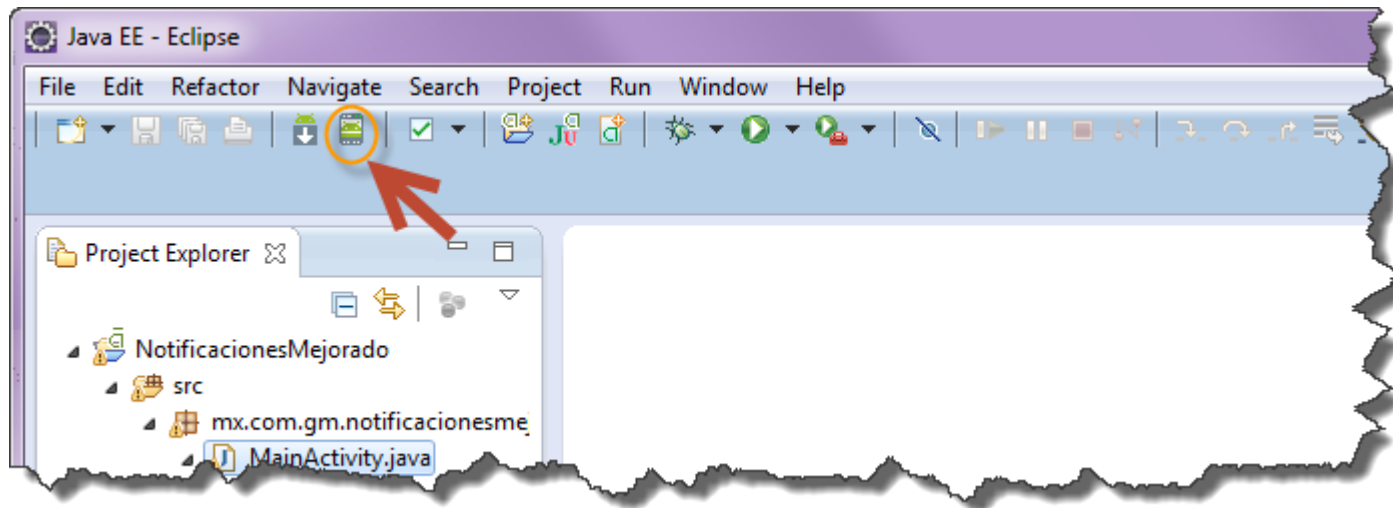 Java EE - Eclipse
File Edit Refactor Navigate Search Project Run Window Help
Project Explorer
NotificacionesMejorado
src
mx.com.gm.notificacionesme
MainActivity.java